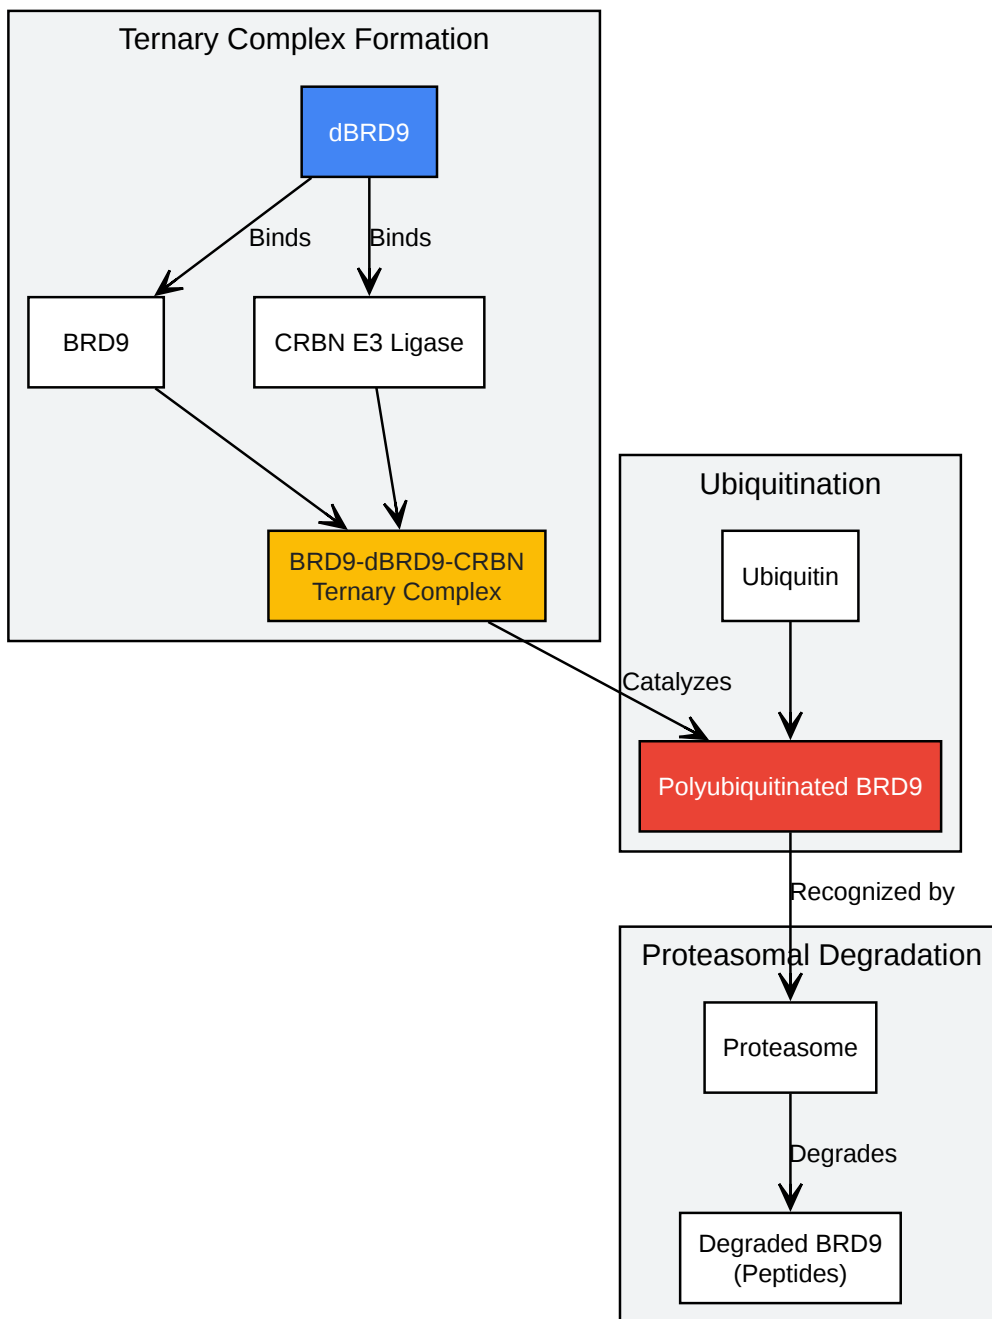 Ternary Complex Formation
dBRD9
Binds
Binds
BRD9
CRBN E3 Ligase
BRD9-dBRD9-CRBN
Ternary Complex
Ubiquitination
Ubiquitin
Catalyzes
Polyubiquitinated BRD9
Recognized by
Proteasomal Degradation
Proteasome
Degrades
Degraded BRD9
(Peptides)